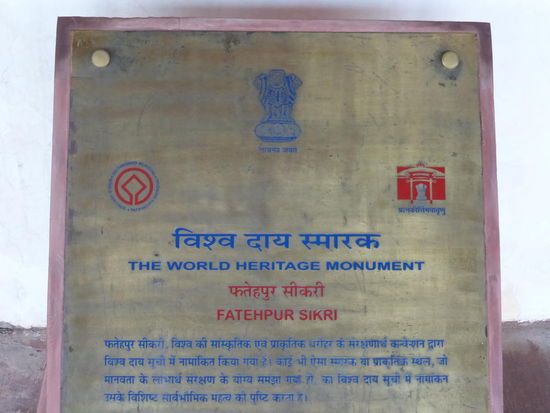 सत्यमेव जयते
विश्व दाय स्मारक
THE WORLD HERITAGE MONUMENT
फतेहपुर सीकरी
FATEHPUR SIKRI
फतेहपुर सीकरी, विश्व की सांस्कृतिक एवं प्राकृतिक धरोहर के संरक्षणार्थ कन्वेंशन द्वारा
विश्व दाय सूची में नामांकित किया गया है। कोई भी ऐसा स्मारक या प्राकृतिक स्थल, जो
मानवता के लाभार्थ संरक्षण के योग्य समझा गया हो, का विश्व दाय सूची में नामांकन
उसके विशिष्ट सार्वभौमिक महत्व की पुष्टि करता है।